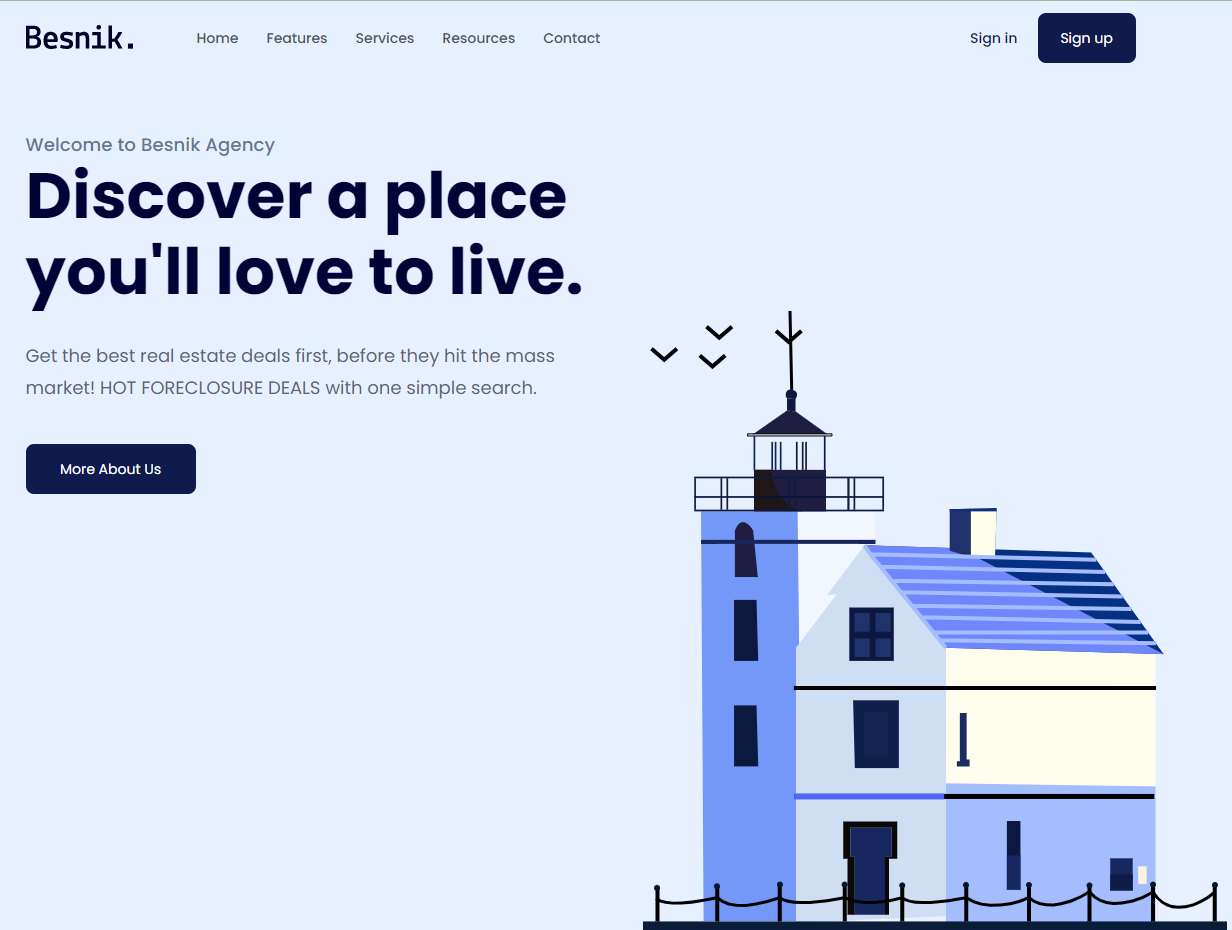 Besnik.
Home Features Services Resources Contact
Sign in Sign up
Welcome to Besnik Agency
Discover a place
you'll love to live.
Get the best real estate deals first, before they hit the mass
market! HOT FORECLOSURE DEALS with one simple search.
More About Us